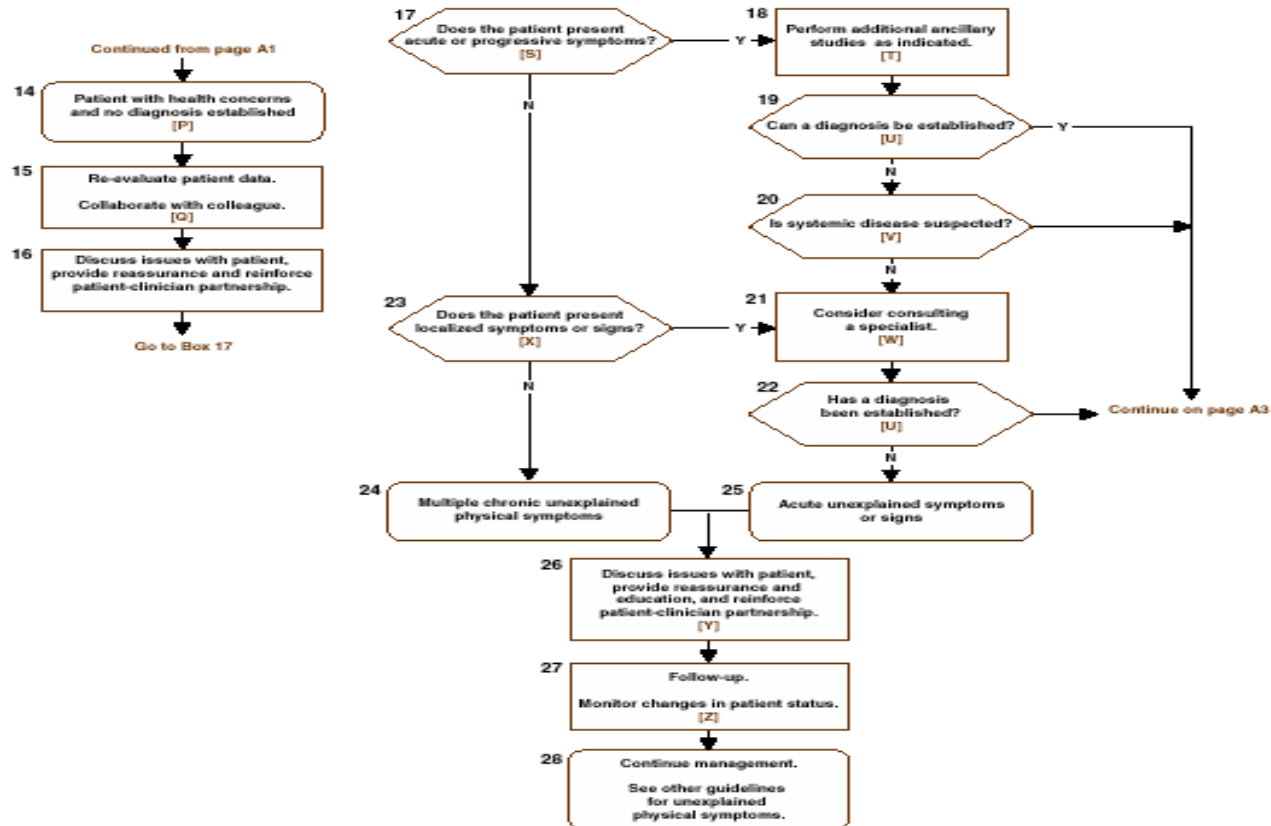 Continued from page A1
14
Patient with health concerns
and no diagnosis established
[P]
15
Re-evaluate patient data.
Collaborate with colleague.
[Q]
16
Discuss issues with patient,
provide reassurance and reinforce
patient-clinician partnership.
Go to Box 17
17
Does the patient present
acute or progressive symptoms?
[S]
Y
N
18
Perform additional ancillary
studies as indicated.
[T]
19
Can a diagnosis be established?
[U]
Y
N
20
Is systemic disease suspected?
[V]
N
23
Does the patient present
localized symptoms or signs?
[X]
Y
N
21
Consider consulting
a specialist.
[W]
22
Has a diagnosis
been established?
[U]
N
Continue on page A3
24
Multiple chronic unexplained
physical symptoms
25
Acute unexplained symptoms
or signs
26
Discuss issues with patient,
provide reassurance and
education, and reinforce
patient-clinician partnership.
[Y]
27
Follow-up.
Monitor changes in patient status.
[Z]
28
Continue management.
See other guidelines
for unexplained
physical symptoms.